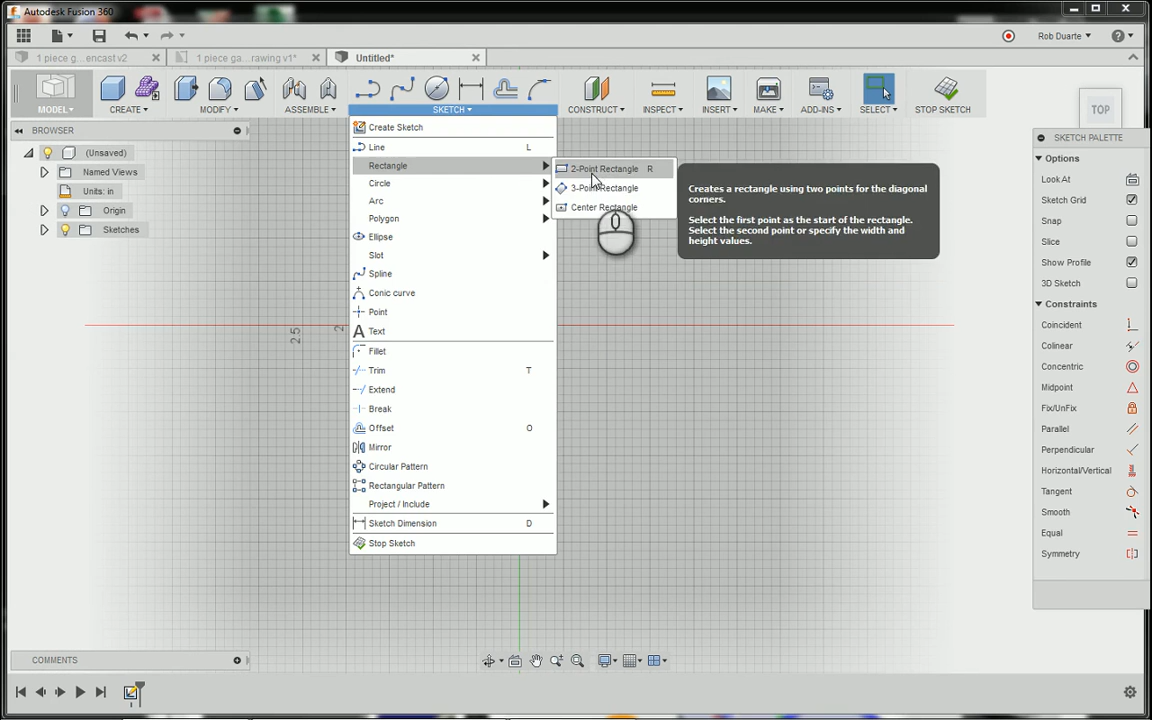 Autodesk Fusion 360
Rob Duarte
1 piece g...encast v2
1 piece ga...rawing v1*
Untitled*
MODEL
CREATE
MODIFY
ASSEMBLE
SKETCH
CONSTRUCT
INSPECT
INSERT
MAKE
ADD-INS
SELECT
STOP SKETCH
TOP
BROWSER
(Unsaved)
Named Views
Units: in
Origin
Sketches
Create Sketch
Line L
Rectangle
Circle
Arc
Polygon
Ellipse
Slot
Spline
Conic curve
Point
Text
Fillet
Trim T
Extend
Break
Offset O
Mirror
Circular Pattern
Rectangular Pattern
Project / Include
Sketch Dimension D
Stop Sketch
2-Point Rectangle R
3-Point Rectangle
Center Rectangle
Creates a rectangle using two points for the diagonal
corners.
Select the first point as the start of the rectangle.
Select the second point or specify the width and
height values.
2.5
2
SKETCH PALETTE
Options
Look At
Sketch Grid
Snap
Slice
Show Profile
3D Sketch
Constraints
Coincident
Colinear
Concentric
Midpoint
Fix/UnFix
Parallel
Perpendicular
Horizontal/Vertical
Tangent
Smooth
Equal
Symmetry
COMMENTS